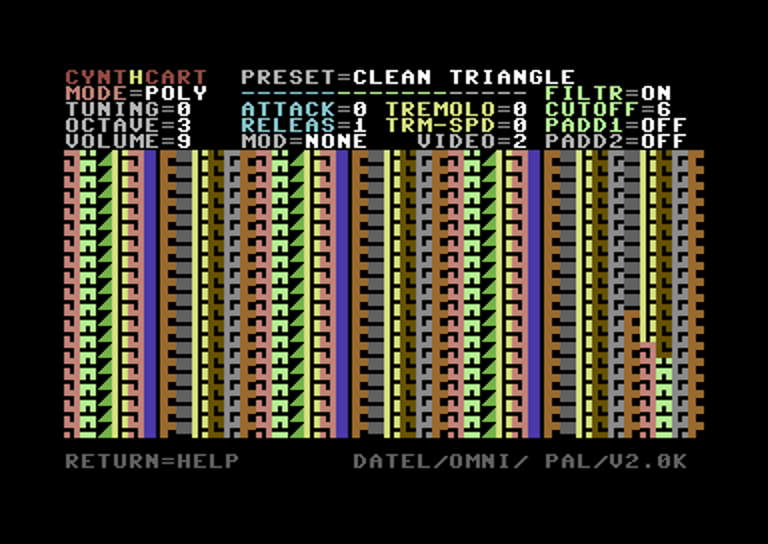 CYNTHCART PRESET=CLEAN TRIANGLE
MODE=POLY ------------------ FILTR=ON
TUNING=0 ATTACK=0 TREMOLO=0 CUTOFF=6
OCTAVE=3 RELEAS=1 TRM-SPD=0 PADD1=OFF
VOLUME=9 MOD=NONE VIDEO=2 PADD2=OFF
RETURN=HELP DATEL/OMNI/ PAL/V2.0K